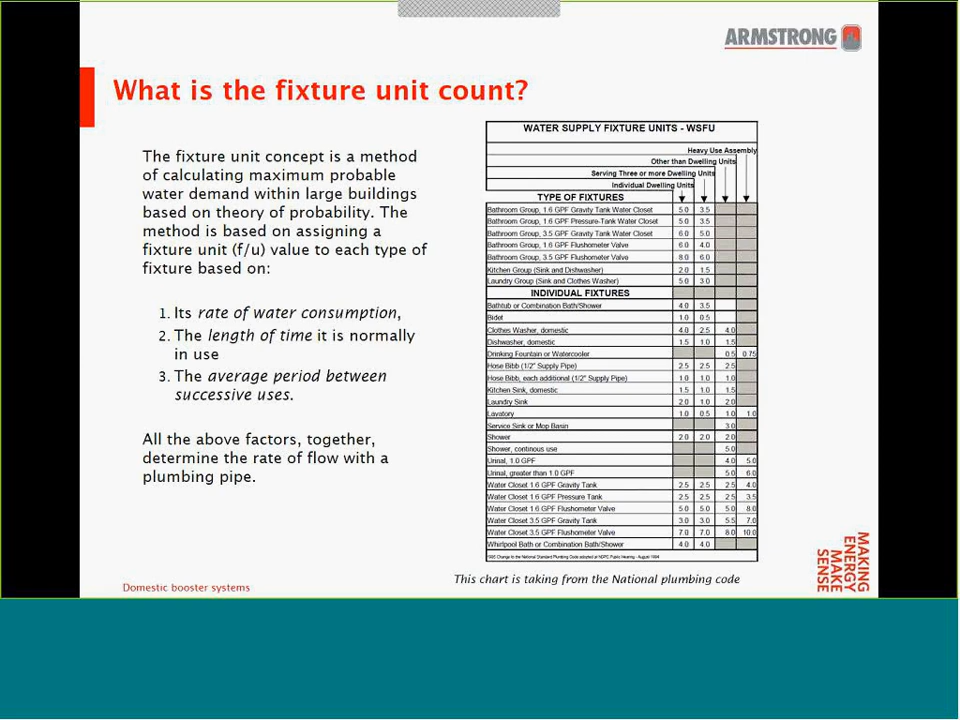 ARMSTRONG
What is the fixture unit count?
The fixture unit concept is a method
of calculating maximum probable
water demand within large buildings
based on theory of probability. The
method is based on assigning a
fixture unit (f/u) value to each type of
fixture based on:
1. Its rate of water consumption,
2. The length of time it is normally
in use
3. The average period between
successive uses.
All the above factors, together,
determine the rate of flow with a
plumbing pipe.
WATER SUPPLY FIXTURE UNITS - WSFU
Heavy Use Assembly
Other than Dwelling Units
Serving Three or more Dwelling Units
Individual Dwelling Units
TYPE OF FIXTURES
Bathroom Group, 1.6 GPF Gravity Tank Water Closet 5.0 3.5
Bathroom Group, 1.6 GPF Pressure-Tank Water Closet 5.0 3.5
Bathroom Group, 3.5 GPF Gravity Tank Water Closet 6.0 5.0
Bathroom Group, 1.6 GPF Flushometer Valve 6.0 4.0
Bathroom Group, 3.5 GPF Flushometer Valve 8.0 6.0
Kitchen Group (Sink and Dishwasher) 2.0 1.5
Laundry Group (Sink and Clothes Washer) 5.0 3.0
INDIVIDUAL FIXTURES
Bathtub or Combination Bath/Shower 4.0 3.5
Bidet 1.0 0.5
Clothes Washer, domestic 4.0 2.5 4.0
Dishwasher, domestic 1.5 1.0 1.5
Drinking Fountain or Watercooler 0.5 0.75
Hose Bibb (1/2" Supply Pipe) 2.5 2.5 2.5
Hose Bibb, each additional (1/2" Supply Pipe) 1.0 1.0 1.0
Kitchen Sink, domestic 1.5 1.0 1.5
Laundry Sink 2.0 1.0 2.0
Lavatory 1.0 0.5 1.0 1.0
Service Sink or Mop Basin 3.0
Shower 2.0 2.0 2.0
Shower, continous use 5.0
Urinal, 1.0 GPF 4.0 5.0
Urinal, greater than 1.0 GPF 5.0 6.0
Water Closet 1.6 GPF Gravity Tank 2.5 2.5 2.5 4.0
Water Closet 1.6 GPF Pressure Tank 2.5 2.5 2.5 3.5
Water Closet 1.6 GPF Flushometer Valve 5.0 5.0 5.0 8.0
Water Closet 3.5 GPF Gravity Tank 3.0 3.0 5.5 7.0
Water Closet 3.5 GPF Flushometer Valve 7.0 7.0 8.0 10.0
Whirlpool Bath or Combination Bath/Shower 4.0 4.0
Change to the National Standard Plumbing Code adopted at Public Hearing - August 1994
This chart is taking from the National plumbing code
Domestic booster systems
MAKING
ENERGY
MAKE
SENSE